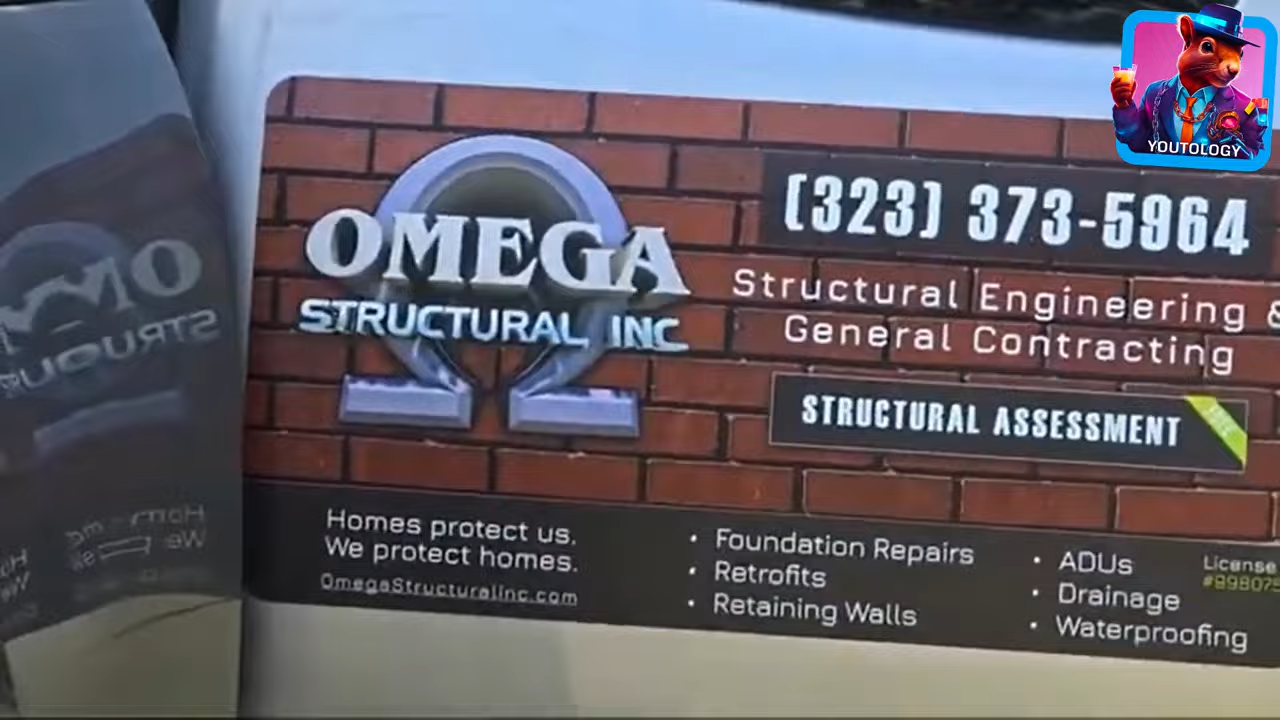 YOUTOLOGY
OMEGA
STRUCTURAL INC
(323) 373-5964
Structural Engineering &
General Contracting
STRUCTURAL ASSESSMENT
Homes protect us.
We protect homes.
OmegaStructuralInc.com
• Foundation Repairs
• Retrofits
• Retaining Walls
• ADUs
• Drainage
• Waterproofing
License